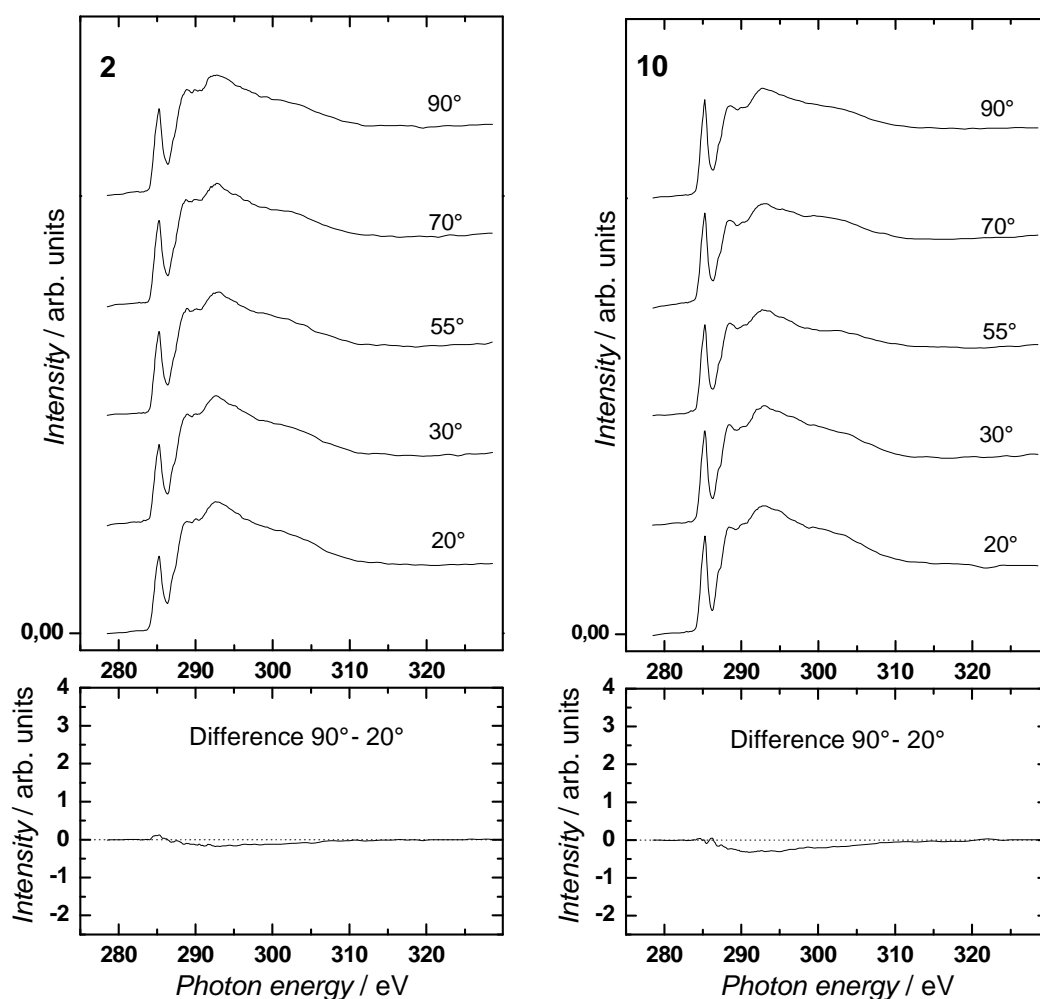 2
90°
70°
55°
30°
20°
Intensity / arb. units
0,00
280 290 300 310 320
Difference 90°- 20°
Intensity / arb. units
4
3
2
1
0
-1
-2
280 290 300 310 320
Photon energy / eV
10
90°
70°
55°
30°
20°
Intensity / arb. units
0,00
280 290 300 310 320
Difference 90°- 20°
Intensity / arb. units
4
3
2
1
0
-1
-2
280 290 300 310 320
Photon energy / eV